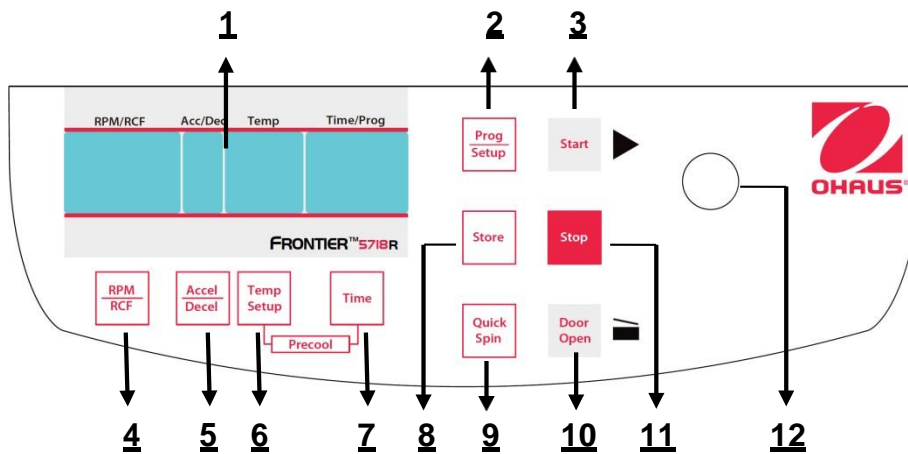 1 2 3
RPM/RCF Acc/Dec Temp Time/Prog
Prog
Setup
Start
OHAUS®
FRONTIER™5718R
Store
Stop
RPM
RCF
Accel
Decel
Temp
Setup
Time
Precool
Quick
Spin
Door
Open
4 5 6 7 8 9 10 11 12